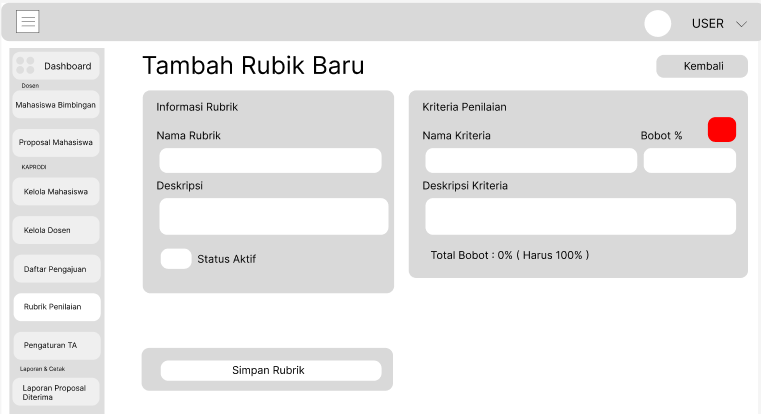 USER
Dashboard
Dosen
Mahasiswa Bimbingan
Proposal Mahasiswa
KAPRODI
Kelola Mahasiswa
Kelola Dosen
Daftar Pengajuan
Rubrik Penilaian
Pengaturan TA
Laporan & Cetak
Laporan Proposal
Diterima
Tambah Rubik Baru
Kembali
Informasi Rubrik
Nama Rubrik
Deskripsi
Status Aktif
Kriteria Penilaian
Nama Kriteria
Bobot %
Deskripsi Kriteria
Total Bobot : 0% ( Harus 100% )
Simpan Rubrik